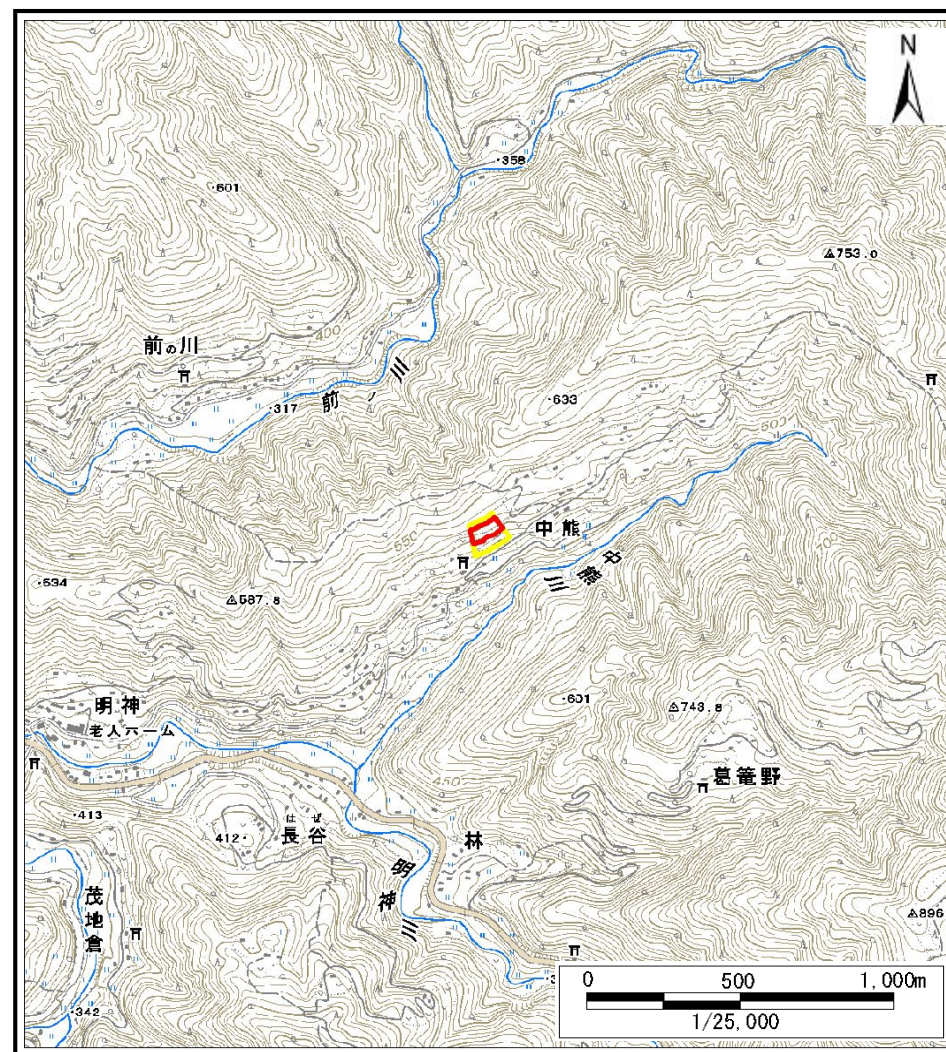 N
・358
・601
753.0
400
前の川
前ノ川
・317
・633
500
550
中熊
中熊川
・534
587.8
明神
老人ホーム
・601
743.8
450
葛篭野
・413
412・
はぜ
長谷
林
明神川
茂地倉
・896
・342
0 500 1,000m
1/25,000